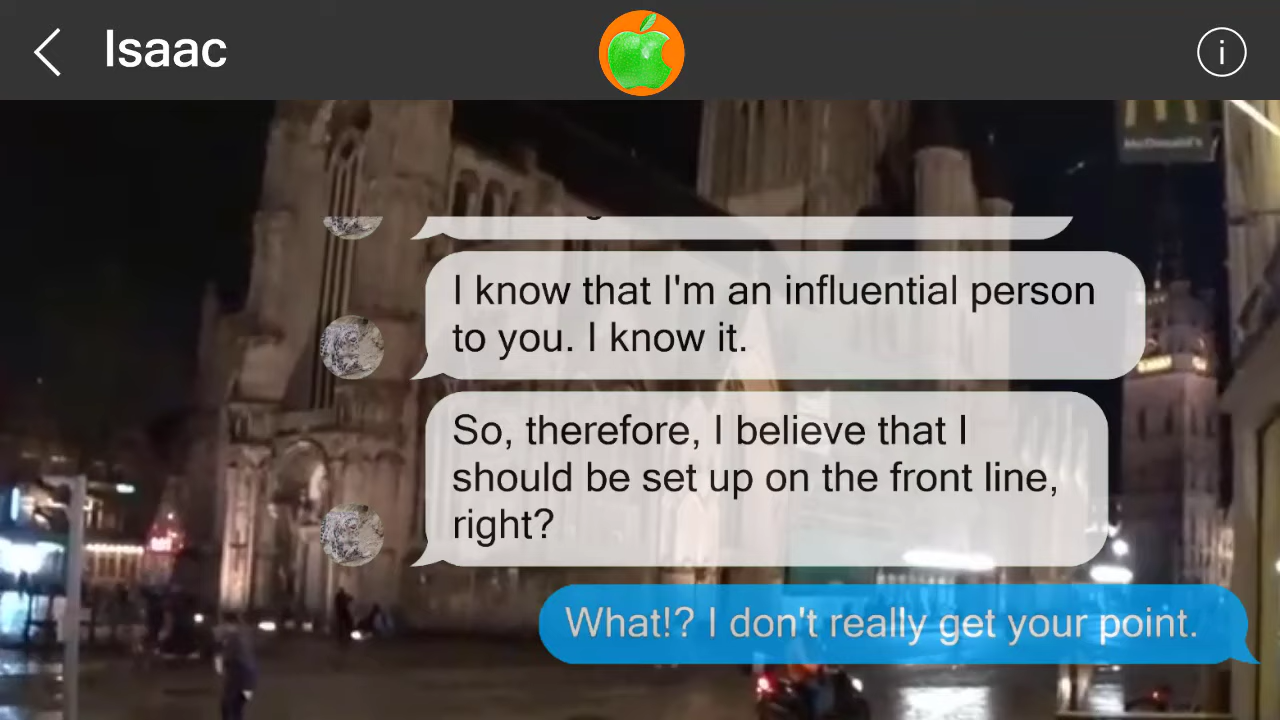 Isaac
i
McDonald's
I know that I'm an influential person
to you. I know it.
So, therefore, I believe that I
should be set up on the front line,
right?
What!? I don't really get your point.